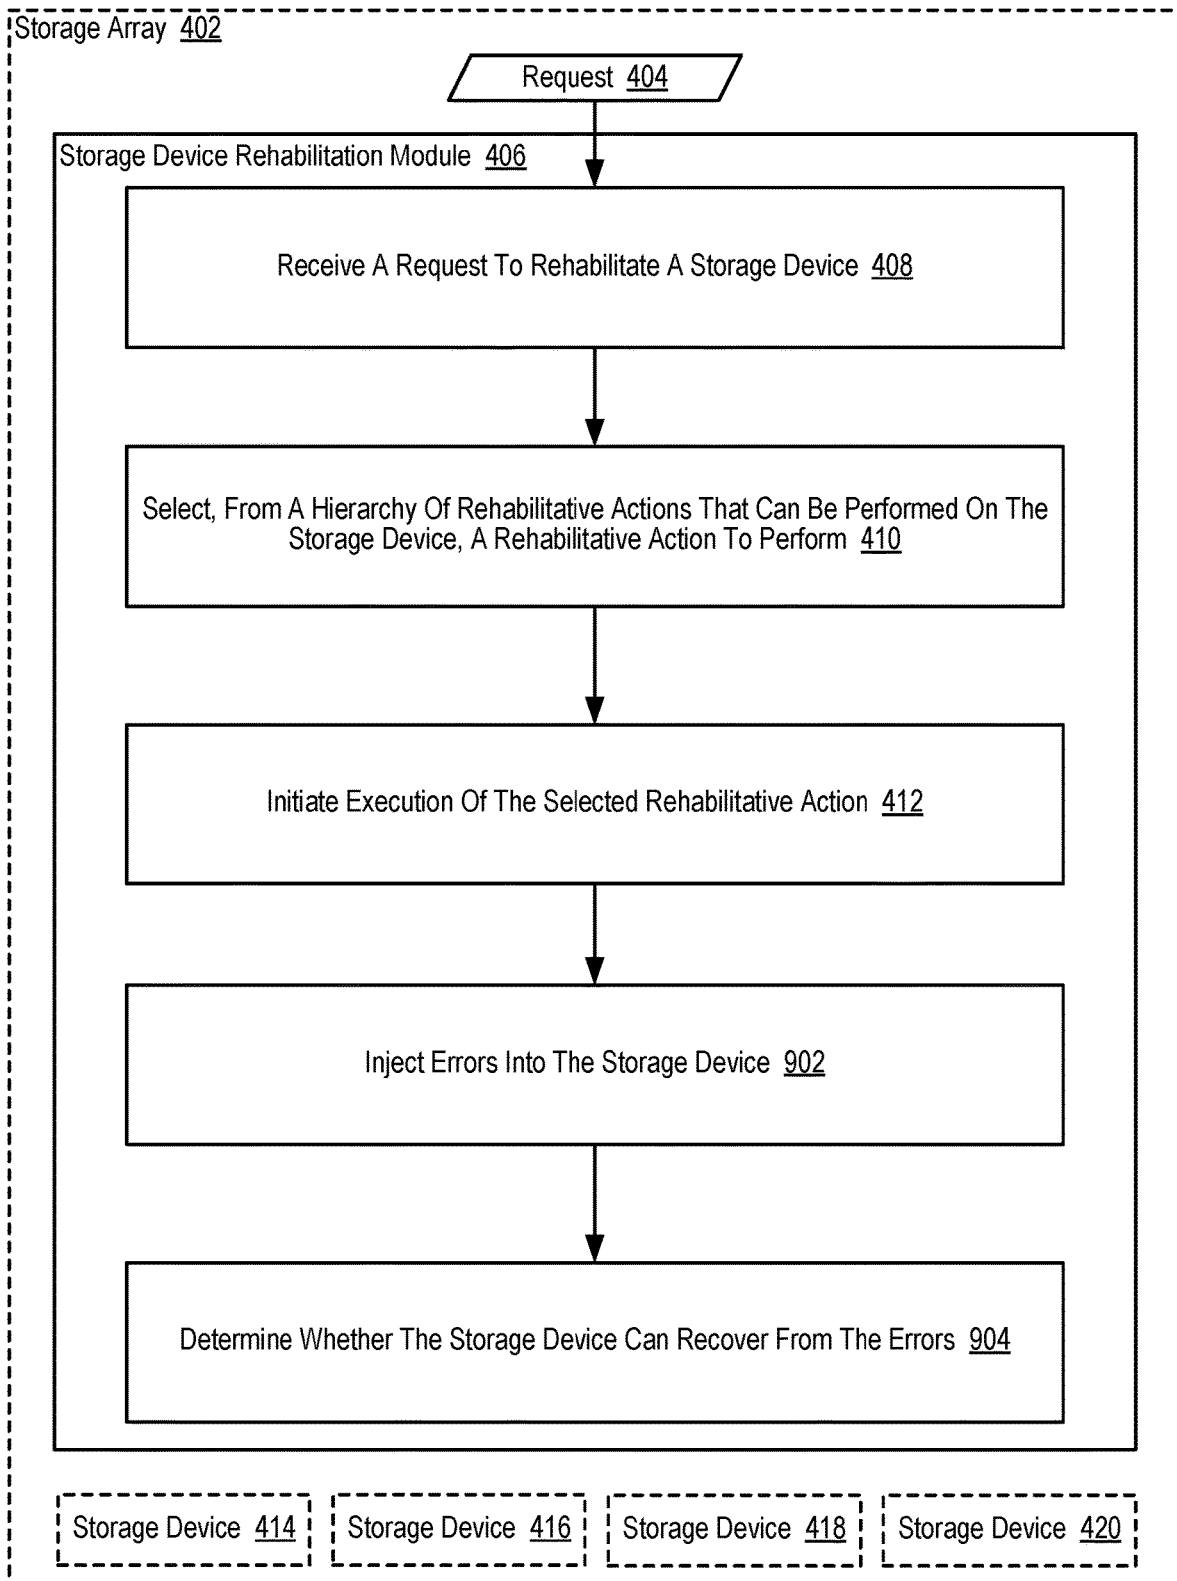 Storage Array 402
Request 404
Storage Device Rehabilitation Module 406
Receive A Request To Rehabilitate A Storage Device 408
Select, From A Hierarchy Of Rehabilitative Actions That Can Be Performed On The
Storage Device, A Rehabilitative Action To Perform 410
Initiate Execution Of The Selected Rehabilitative Action 412
Inject Errors Into The Storage Device 902
Determine Whether The Storage Device Can Recover From The Errors 904
Storage Device 414
Storage Device 416
Storage Device 418
Storage Device 420